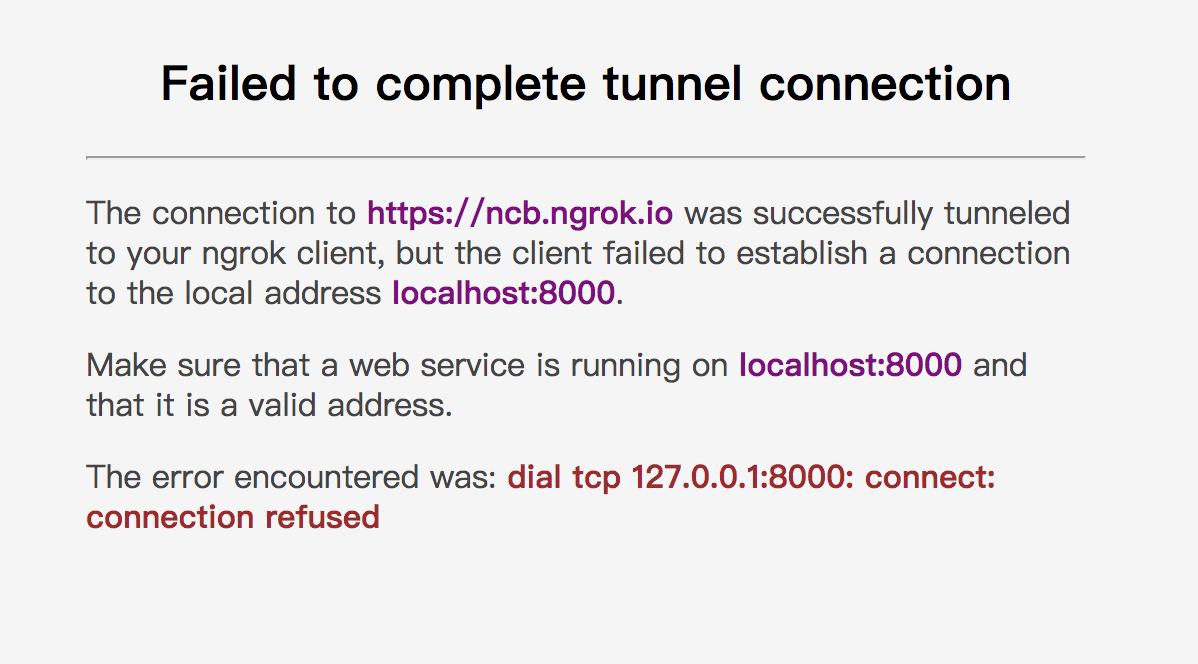 Failed to complete tunnel connection
The connection to https://ncb.ngrok.io was successfully tunneled
to your ngrok client, but the client failed to establish a connection
to the local address localhost:8000.
Make sure that a web service is running on localhost:8000 and
that it is a valid address.
The error encountered was: dial tcp 127.0.0.1:8000: connect:
connection refused